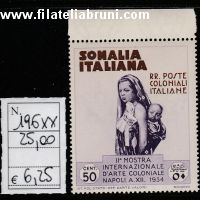 www.filateliabruni.com
N.
196xx
25,00
€ 6,25
SOMALIA
ITALIANA
RR. POSTE
COLONIALI
ITALIANE
IIª MOSTRA
INTERNAZIONALE
D'ARTE COLONIALE
NAPOLI A. XII. 1934
CENT.
50